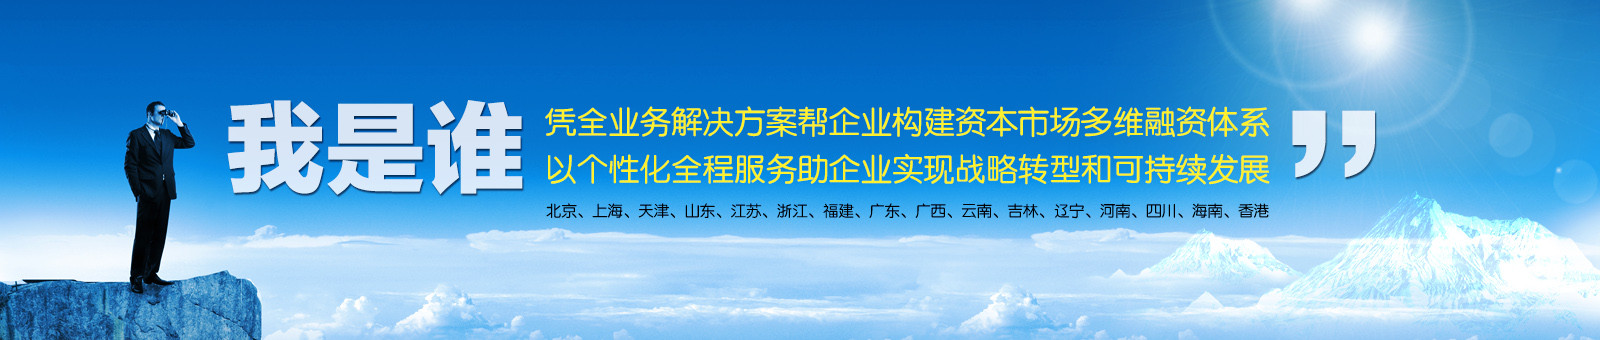 我是谁
凭全业务解决方案帮企业构建资本市场多维融资体系
以个性化全程服务助企业实现战略转型和可持续发展
北京、上海、天津、山东、江苏、浙江、福建、广东、广西、云南、吉林、辽宁、河南、四川、海南、香港
”